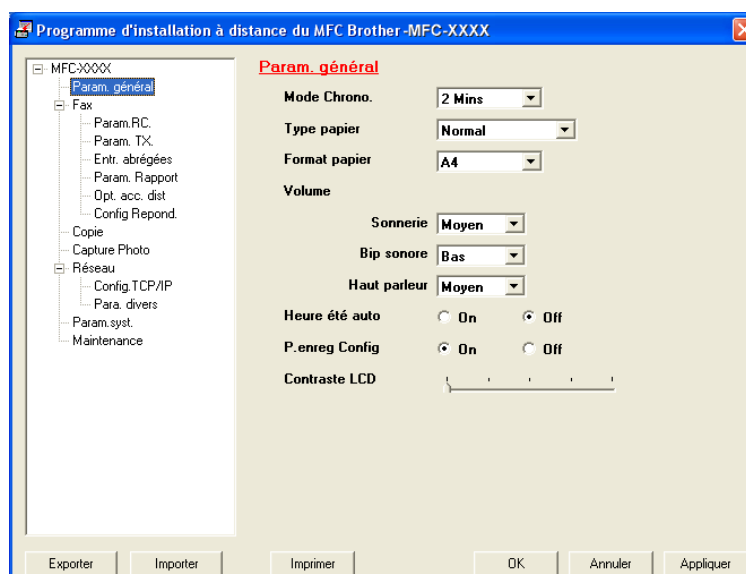 Programme d'installation à distance du MFC Brother -MFC-XXXX
MFC-XXXX
Param. général
Fax
Param.RC.
Param. TX.
Entr. abrégées
Param. Rapport
Opt. acc. dist
Config Repond.
Copie
Capture Photo
Réseau
Config.TCP/IP
Para. divers
Param.syst.
Maintenance
Param. général
Mode Chrono. 2 Mins
Type papier Normal
Format papier A4
Volume
Sonnerie Moyen
Bip sonore Bas
Haut parleur Moyen
Heure été auto On Off
P.enreg Config On Off
Contraste LCD
Exporter Importer Imprimer OK Annuler Appliquer